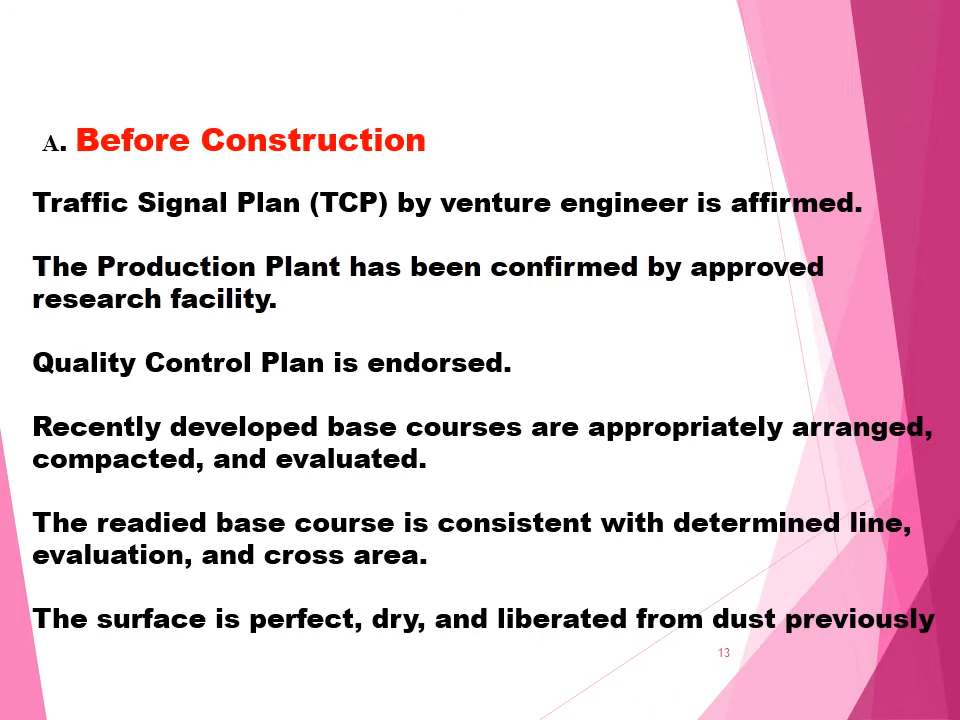 A. Before Construction
Traffic Signal Plan (TCP) by venture engineer is affirmed.
The Production Plant has been confirmed by approved
research facility.
Quality Control Plan is endorsed.
Recently developed base courses are appropriately arranged,
compacted, and evaluated.
The readied base course is consistent with determined line,
evaluation, and cross area.
The surface is perfect, dry, and liberated from dust previously
13